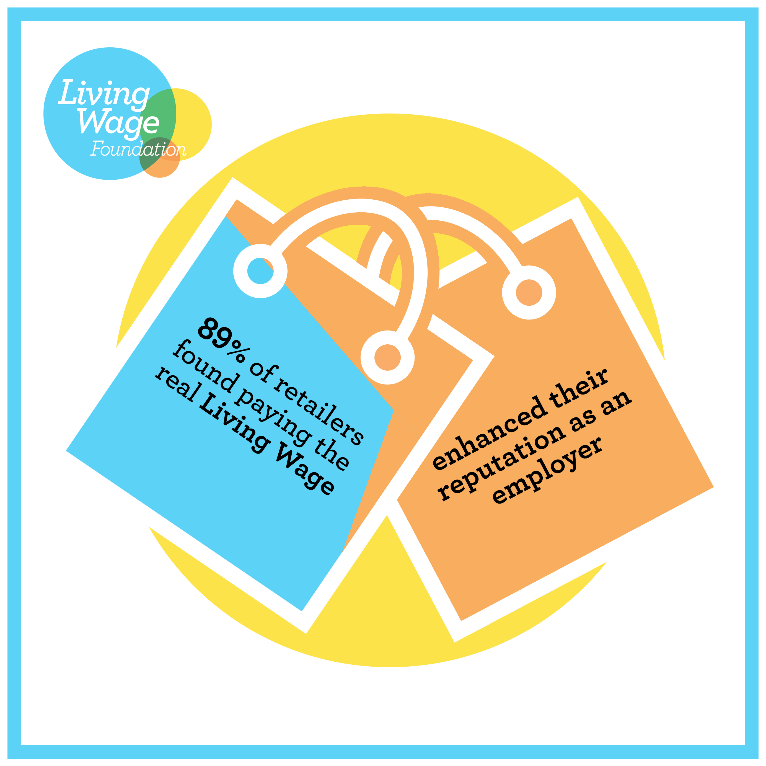 Living
Wage
Foundation
89% of retailers
found paying the
real Living Wage
enhanced their
reputation as an
employer